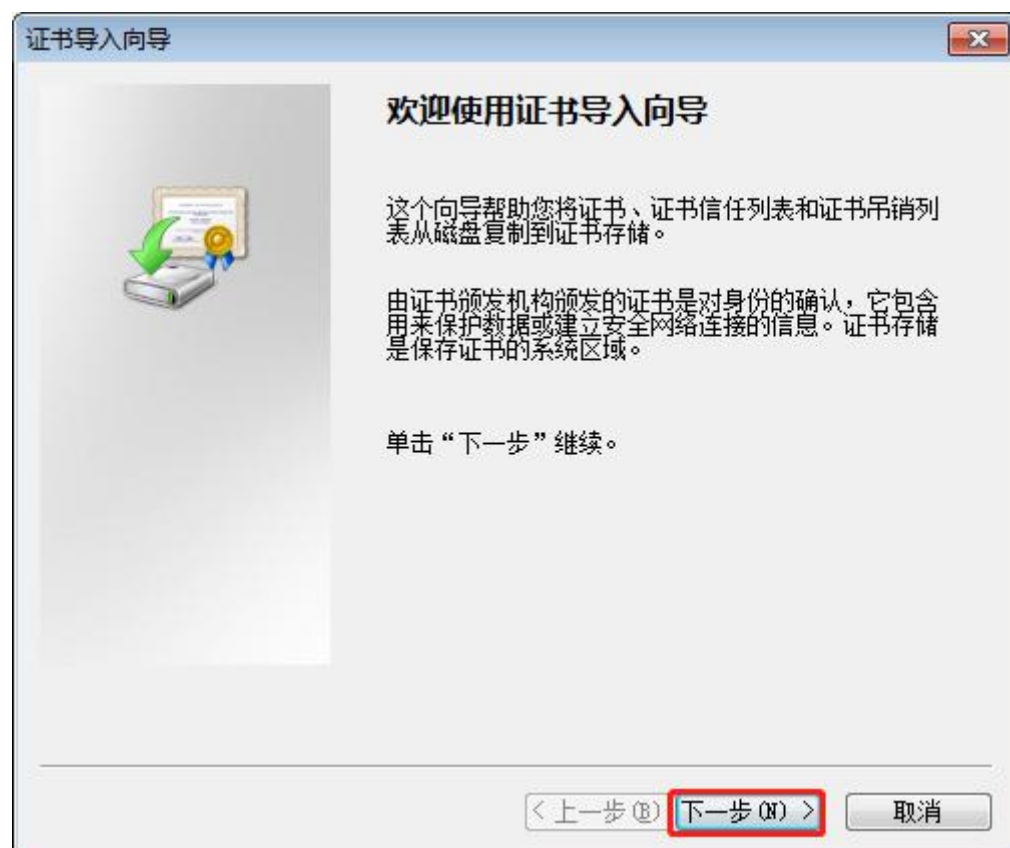 证书导入向导
欢迎使用证书导入向导
这个向导帮助您将证书、证书信任列表和证书吊销列
表从磁盘复制到证书存储。
由证书颁发机构颁发的证书是对身份的确认，它包含
用来保护数据或建立安全网络连接的信息。证书存储
是保存证书的系统区域。
单击“下一步”继续。
< 上一步(B) 下一步(N) > 取消